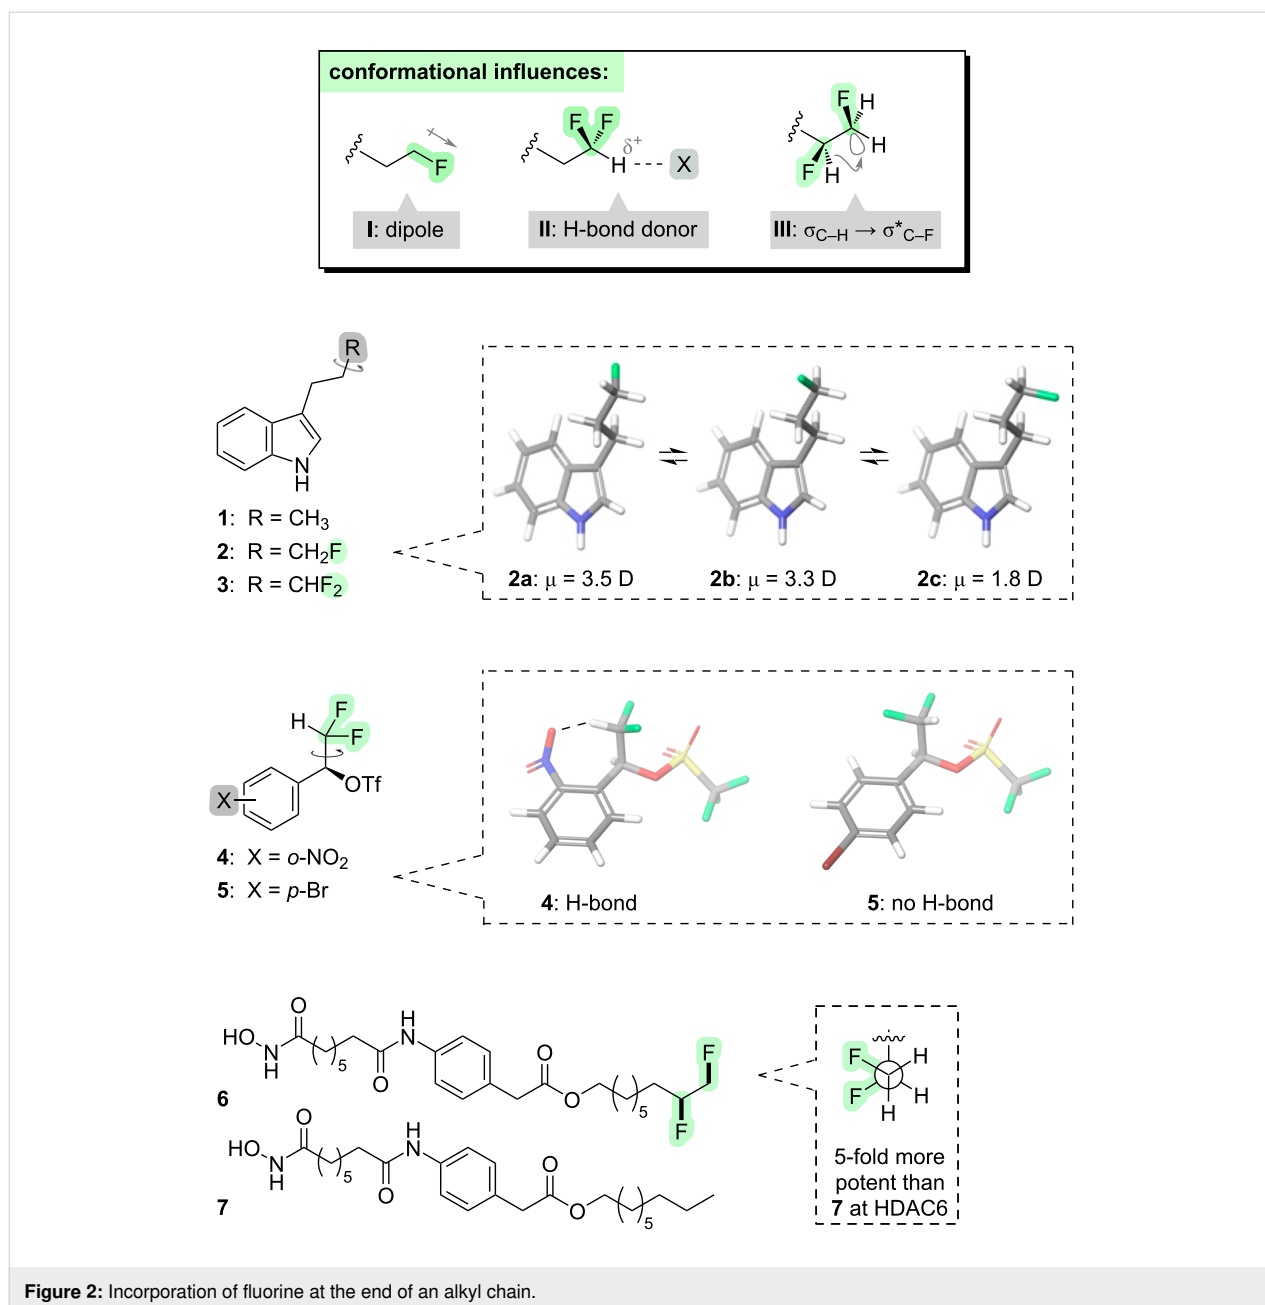 conformational influences:
F
F F
δ+
H
X
F H
H
F H
I: dipole
II: H-bond donor
III: σC–H → σ*C–F
R
N
H
1: R = CH3
2: R = CH2F
3: R = CHF2
2a: μ = 3.5 D
2b: μ = 3.3 D
2c: μ = 1.8 D
H F
F
X
OTf
4: X = o-NO2
5: X = p-Br
4: H-bond
5: no H-bond
O
HO
N
H
5
O
H
N
O
O
5
F
F
6
O
HO
N
H
5
O
H
N
O
O
5
7
F H
F H
H
5-fold more
potent than
7 at HDAC6
Figure 2: Incorporation of fluorine at the end of an alkyl chain.